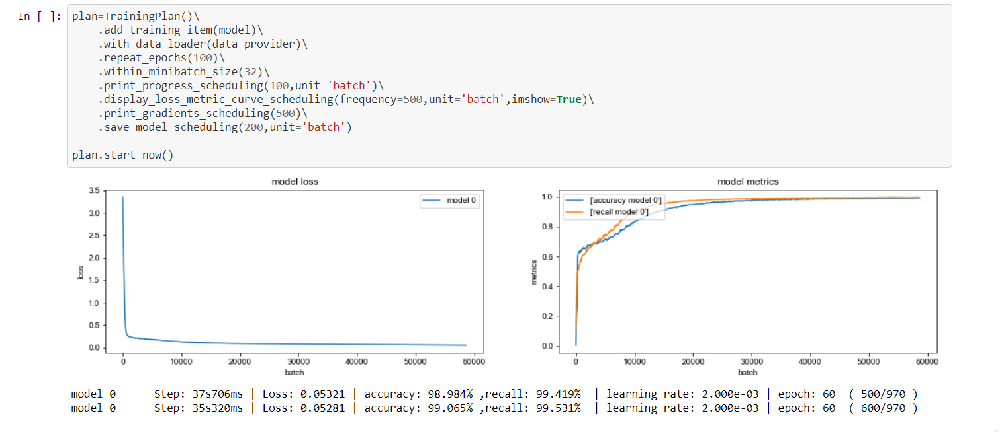 In [ ]:
plan=TrainingPlan()\
    .add_training_item(model)\
    .with_data_loader(data_provider)\
    .repeat_epochs(100)\
    .within_minibatch_size(32)\
    .print_progress_scheduling(100,unit='batch')\
    .display_loss_metric_curve_scheduling(frequency=500,unit='batch',imshow=True)\
    .print_gradients_scheduling(500)\
    .save_model_scheduling(200,unit='batch')
plan.start_now()
model loss
3.5
3.0
2.5
2.0
1.5
1.0
0.5
0.0
loss
model 0
0 10000 20000 30000 40000 50000 60000
batch
model metrics
1.0
0.8
0.6
0.4
0.2
0.0
metrics
[accuracy model 0']
[recall model 0']
0 10000 20000 30000 40000 50000 60000
batch
model 0 Step: 37s706ms | Loss: 0.05321 | accuracy: 98.984% ,recall: 99.419% | learning rate: 2.000e-03 | epoch: 60 ( 500/970 )
model 0 Step: 35s320ms | Loss: 0.05281 | accuracy: 99.065% ,recall: 99.531% | learning rate: 2.000e-03 | epoch: 60 ( 600/970 )